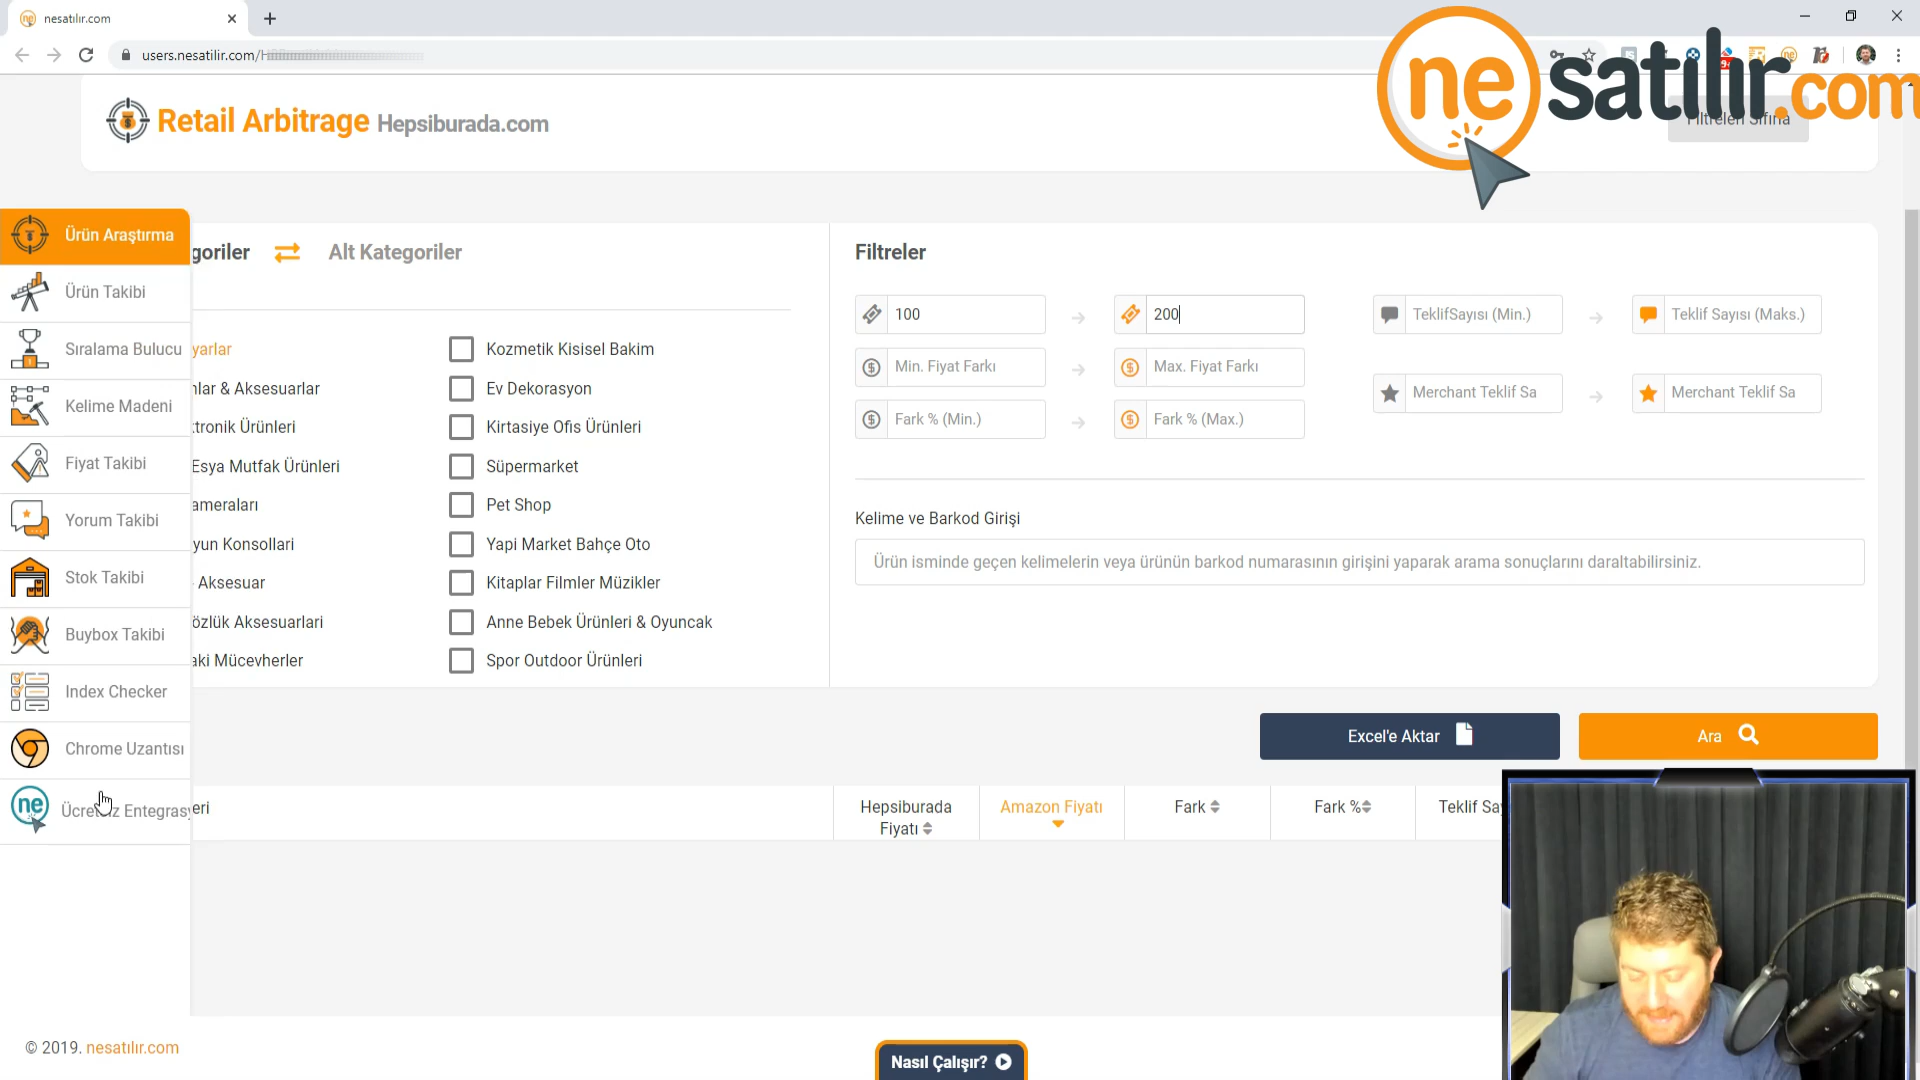 nesatılır.com
users.nesatilir.com/
nesatılır.com
Retail Arbitrage Hepsiburada.com
Filtreleri Sıfırla
Ürün Araştırma
Ürün Takibi
Sıralama Bulucu
Kelime Madeni
Fiyat Takibi
Yorum Takibi
Stok Takibi
Buybox Takibi
Index Checker
Chrome Uzantısı
ne
Ücretsiz Entegrasy
goriler
Alt Kategoriler
yarlar
nlar & Aksesuarlar
tronik Ürünleri
Esya Mutfak Ürünleri
ameraları
yun Konsollari
Aksesuar
özlük Aksesuarlari
aki Mücevherler
Kozmetik Kisisel Bakim
Ev Dekorasyon
Kirtasiye Ofis Ürünleri
Süpermarket
Pet Shop
Yapi Market Bahçe Oto
Kitaplar Filmler Müzikler
Anne Bebek Ürünleri & Oyuncak
Spor Outdoor Ürünleri
Filtreler
100
200
TeklifSayısı (Min.)
Teklif Sayısı (Maks.)
Min. Fiyat Farkı
Max. Fiyat Farkı
Merchant Teklif Sa
Merchant Teklif Sa
Fark % (Min.)
Fark % (Max.)
Kelime ve Barkod Girişi
Ürün isminde geçen kelimelerin veya ürünün barkod numarasının girişini yaparak arama sonuçlarını daraltabilirsiniz.
Excel'e Aktar
Ara
eri
Hepsiburada
Fiyatı
Amazon Fiyatı
Fark
Fark %
Teklif Say
© 2019. nesatılır.com
Nasıl Çalışır?